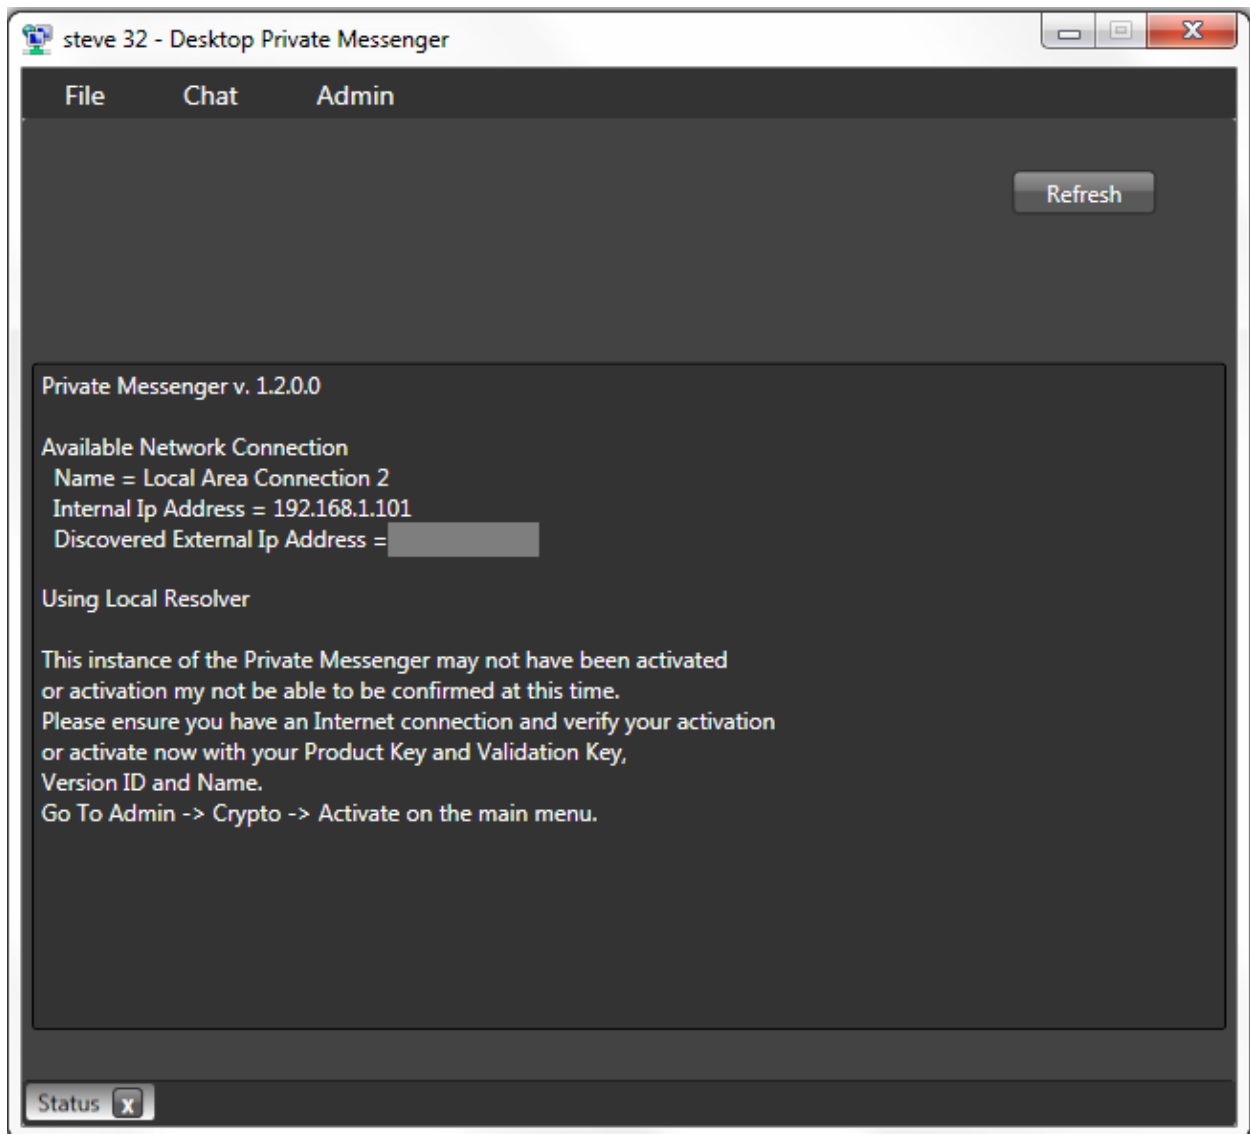 steve 32 - Desktop Private Messenger
File Chat Admin
Refresh
Private Messenger v. 1.2.0.0
Available Network Connection
Name = Local Area Connection 2
Internal Ip Address = 192.168.1.101
Discovered External Ip Address =
Using Local Resolver
This instance of the Private Messenger may not have been activated
or activation my not be able to be confirmed at this time.
Please ensure you have an Internet connection and verify your activation
or activate now with your Product Key and Validation Key,
Version ID and Name.
Go To Admin -> Crypto -> Activate on the main menu.
Status x